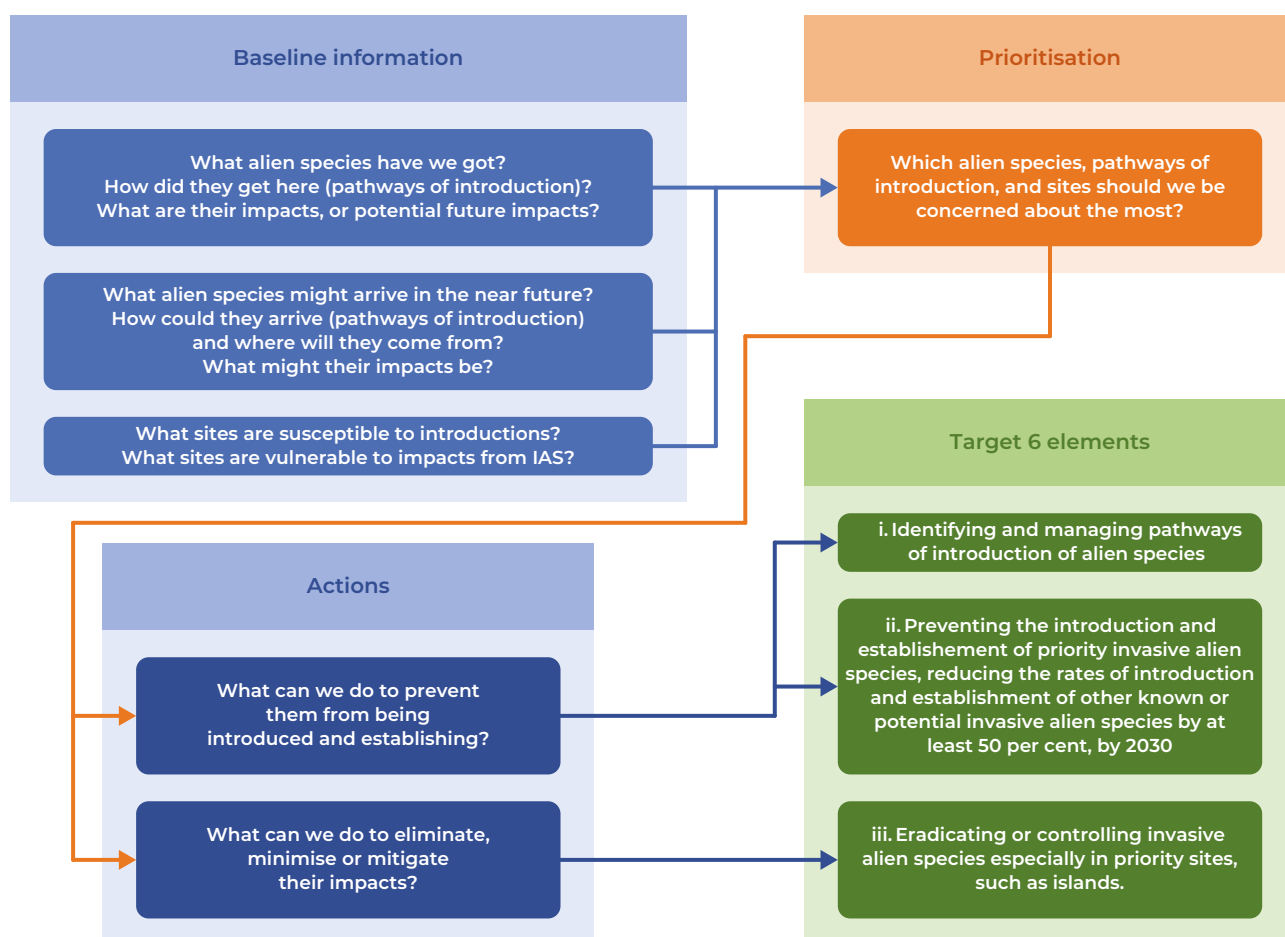 Baseline information
What alien species have we got?
How did they get here (pathways of introduction)?
What are their impacts, or potential future impacts?
What alien species might arrive in the near future?
How could they arrive (pathways of introduction)
and where will they come from?
What might their impacts be?
What sites are susceptible to introductions?
What sites are vulnerable to impacts from IAS?
Prioritisation
Which alien species, pathways of
introduction, and sites should we be
concerned about the most?
Actions
What can we do to prevent
them from being
introduced and establishing?
What can we do to eliminate,
minimise or mitigate
their impacts?
Target 6 elements
i. Identifying and managing pathways
of introduction of alien species
ii. Preventing the introduction and
establishement of priority invasive alien
species, reducing the rates of introduction
and establishment of other known or
potential invasive alien species by at
least 50 per cent, by 2030
iii. Eradicating or controlling invasive
alien species especially in priority sites,
such as islands.